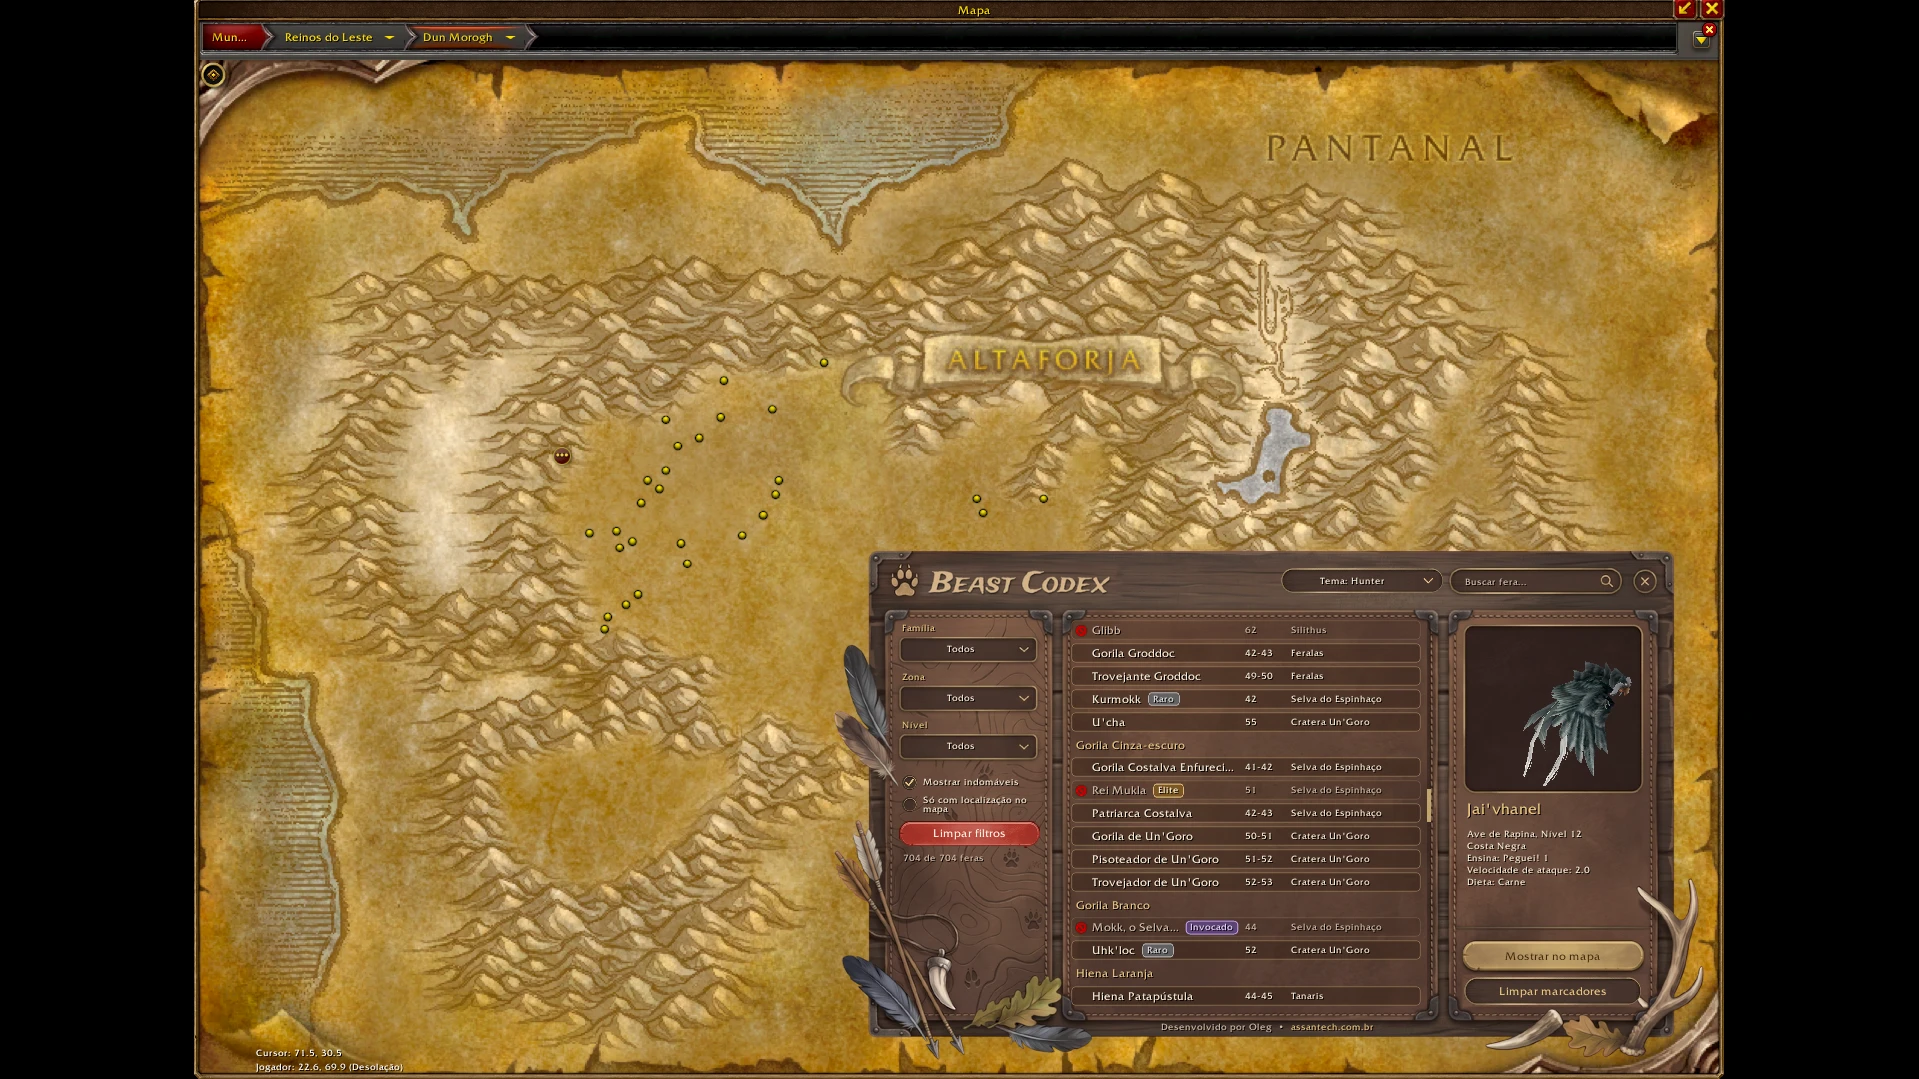 Mapa
Mun...
Reinos do Leste
Dun Morogh
PANTANAL
ALTAFORJA
BEAST CODEX
Tema: Hunter
Buscar fera...
Família
Todos
Zona
Todos
Nível
Todos
Mostrar indomáveis
Só com localização no
mapa
Limpar filtros
704 de 704 feras
Glibb 62 Silithus
Gorila Groddoc 42-43 Feralas
Trovejante Groddoc 49-50 Feralas
Kurmokk Raro 42 Selva do Espinhaço
U'cha 55 Cratera Un'Goro
Gorila Cinza-escuro
Gorila Costalva Enfureci... 41-42 Selva do Espinhaço
Rei Mukla Elite 51 Selva do Espinhaço
Patriarca Costalva 42-43 Selva do Espinhaço
Gorila de Un'Goro 50-51 Cratera Un'Goro
Pisoteador de Un'Goro 51-52 Cratera Un'Goro
Trovejador de Un'Goro 52-53 Cratera Un'Goro
Gorila Branco
Mokk, o Selva... Invocado 44 Selva do Espinhaço
Uhk'loc Raro 52 Cratera Un'Goro
Hiena Laranja
Hiena Patapústula 44-45 Tanaris
Jai'vhanel
Ave de Rapina, Nível 12
Costa Negra
Ensina: Peguei! 1
Velocidade de ataque: 2.0
Dieta: Carne
Mostrar no mapa
Limpar marcadores
Desenvolvido por Oleg • assantech.com.br
Cursor: 71.5, 30.5
Jogador: 22.6, 69.9 (Desolação)